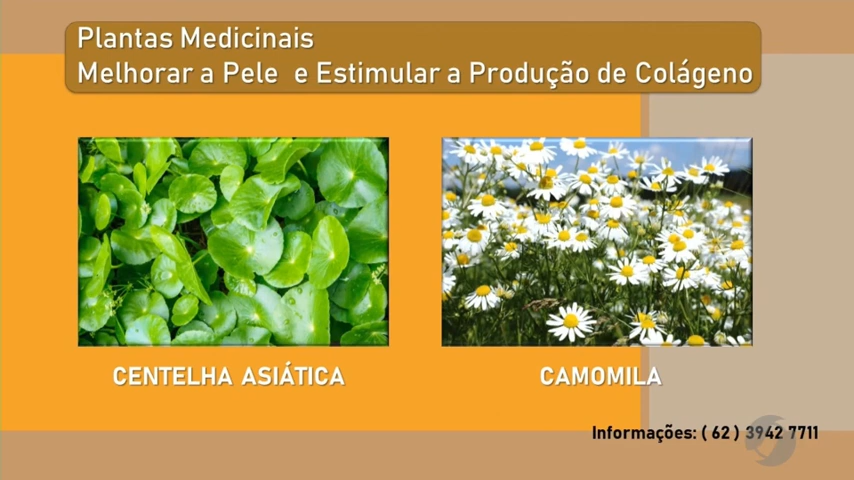 Plantas Medicinais
Melhorar a Pele e Estimular a Produção de Colágeno
CENTELHA ASIÁTICA
CAMOMILA
Informações: ( 62 ) 3942 7711